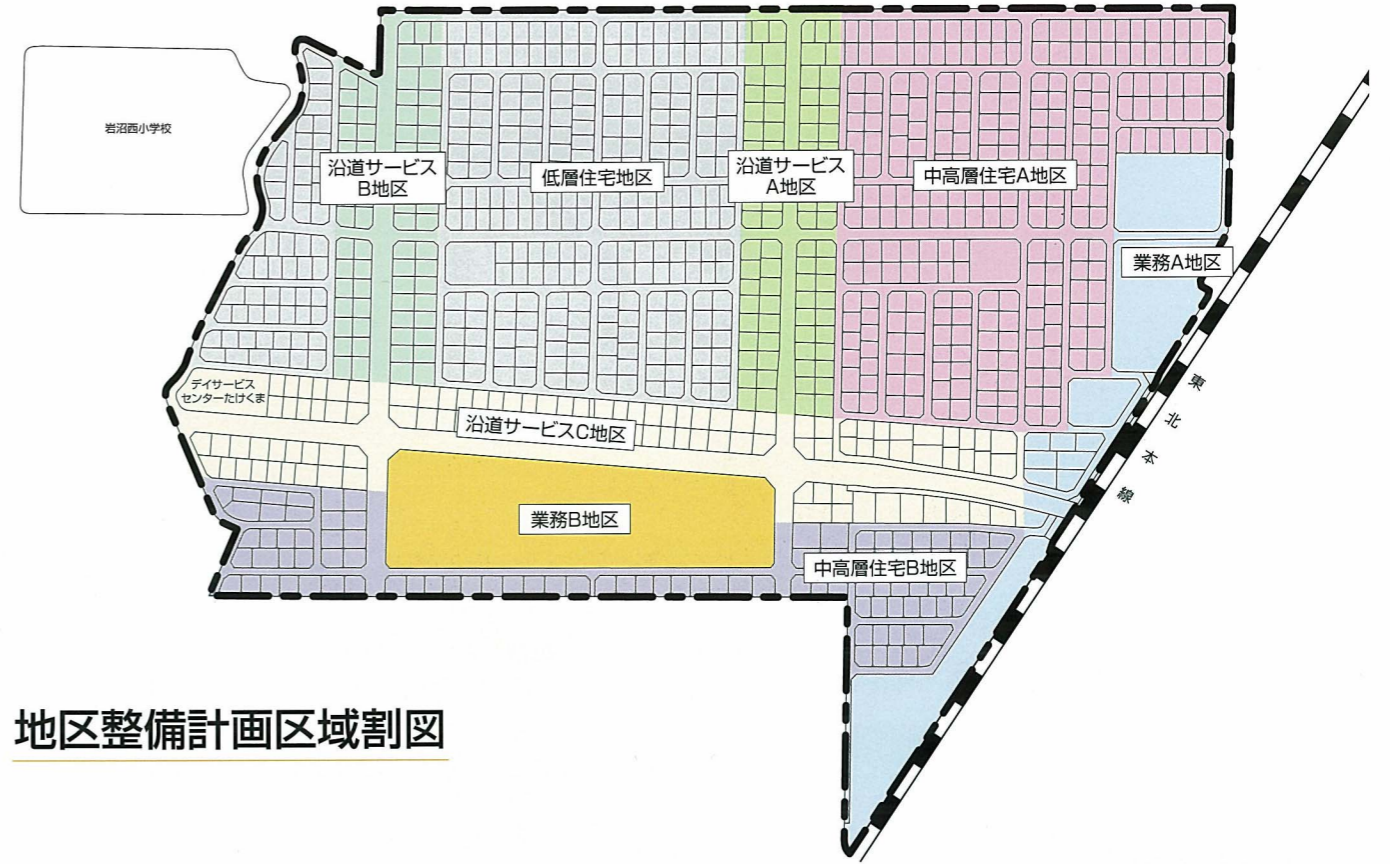 岩沼西小学校
沿道サービス
B地区
低層住宅地区
沿道サービス
A地区
中高層住宅A地区
業務A地区
デイサービス
センターたけくま
沿道サービスC地区
東北本線
業務B地区
中高層住宅B地区
地区整備計画区域割図